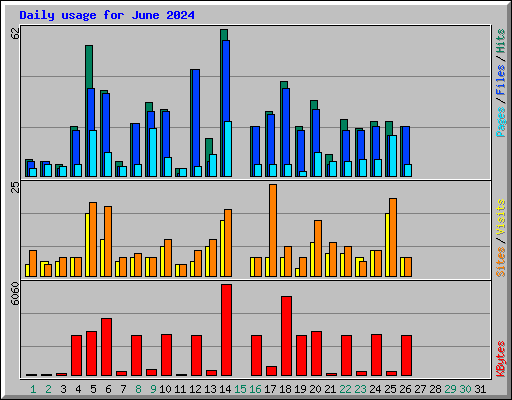 Daily usage for June 2024
62
Pages / Files / Hits
25
Sites / Visits
6060
KBytes
1 2 3 4 5 6 7 8 9 10 11 12 13 14 15 16 17 18 19 20 21 22 23 24 25 26 27 28 29 30 31